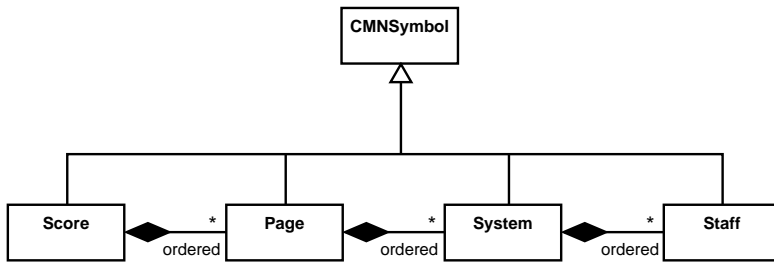 CMNSymbol
Score
*
ordered
Page
*
ordered
System
*
ordered
Staff